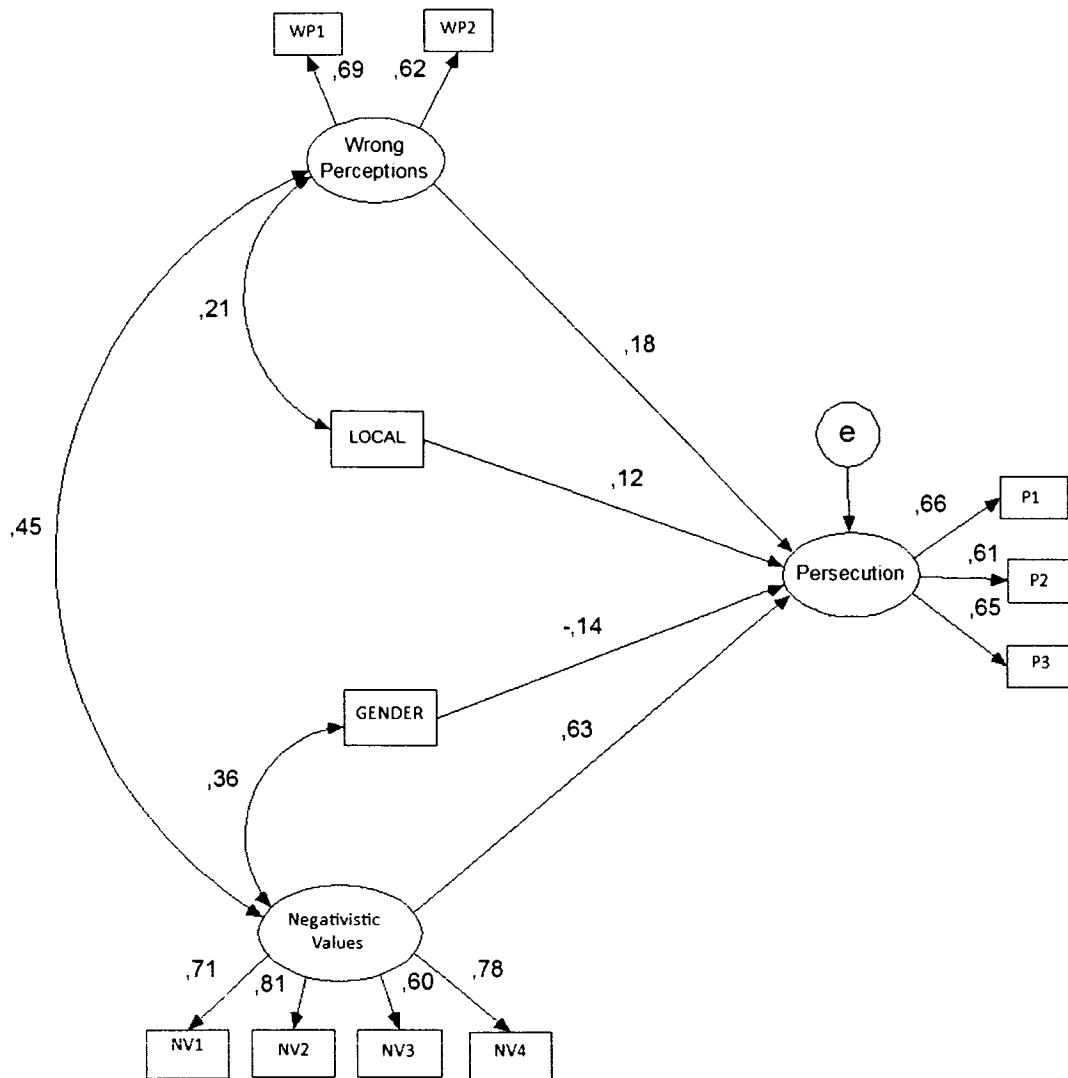 WP1
WP2
,69
,62
Wrong
Perceptions
,21
,18
LOCAL
e
,12
,45
,66
P1
Persecution
,61
P2
,65
-,14
P3
GENDER
,63
,36
Negativistic
Values
,71
,81
,60
,78
NV1
NV2
NV3
NV4